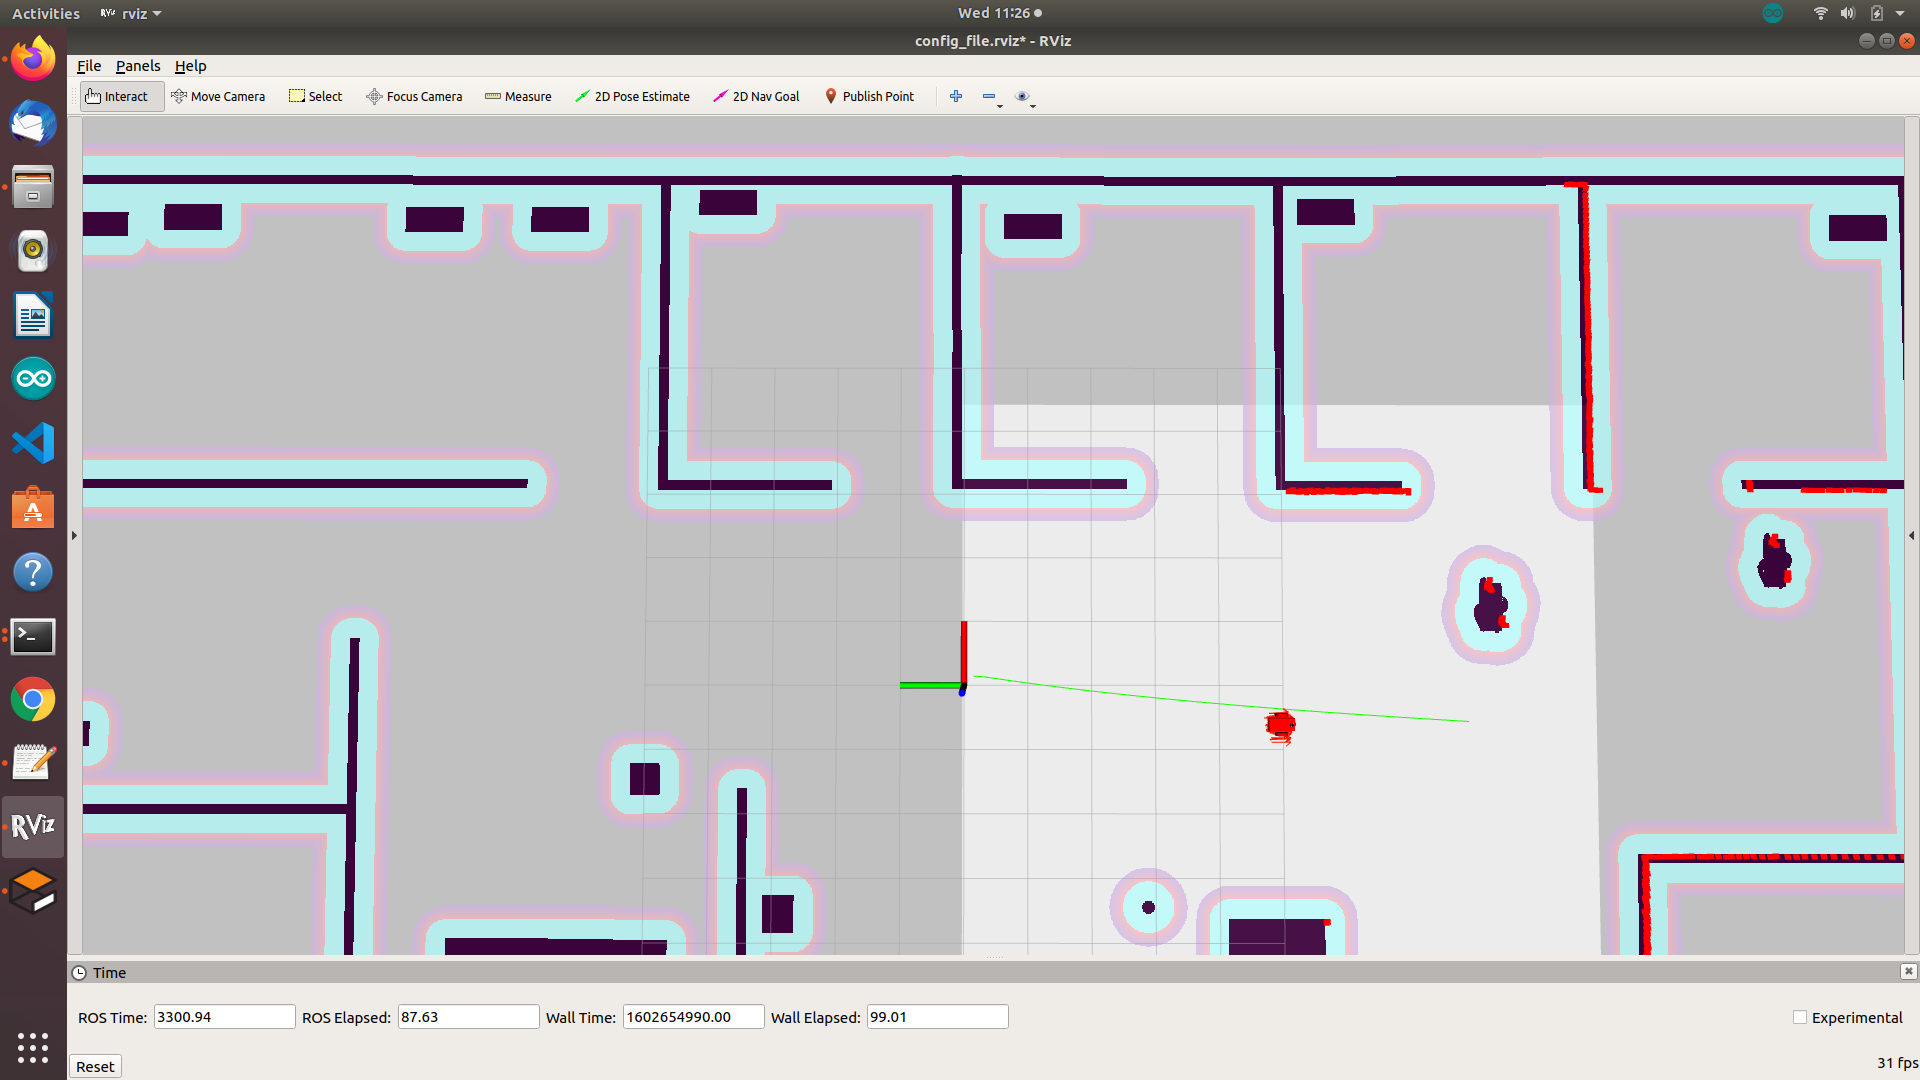 Activities RViz rviz Wed 11:26
config_file.rviz* - RViz
File Panels Help
Interact Move Camera Select Focus Camera Measure 2D Pose Estimate 2D Nav Goal Publish Point
RViz
Time
ROS Time: 3300.94 ROS Elapsed: 87.63 Wall Time: 1602654990.00 Wall Elapsed: 99.01 Experimental
Reset 31 fps